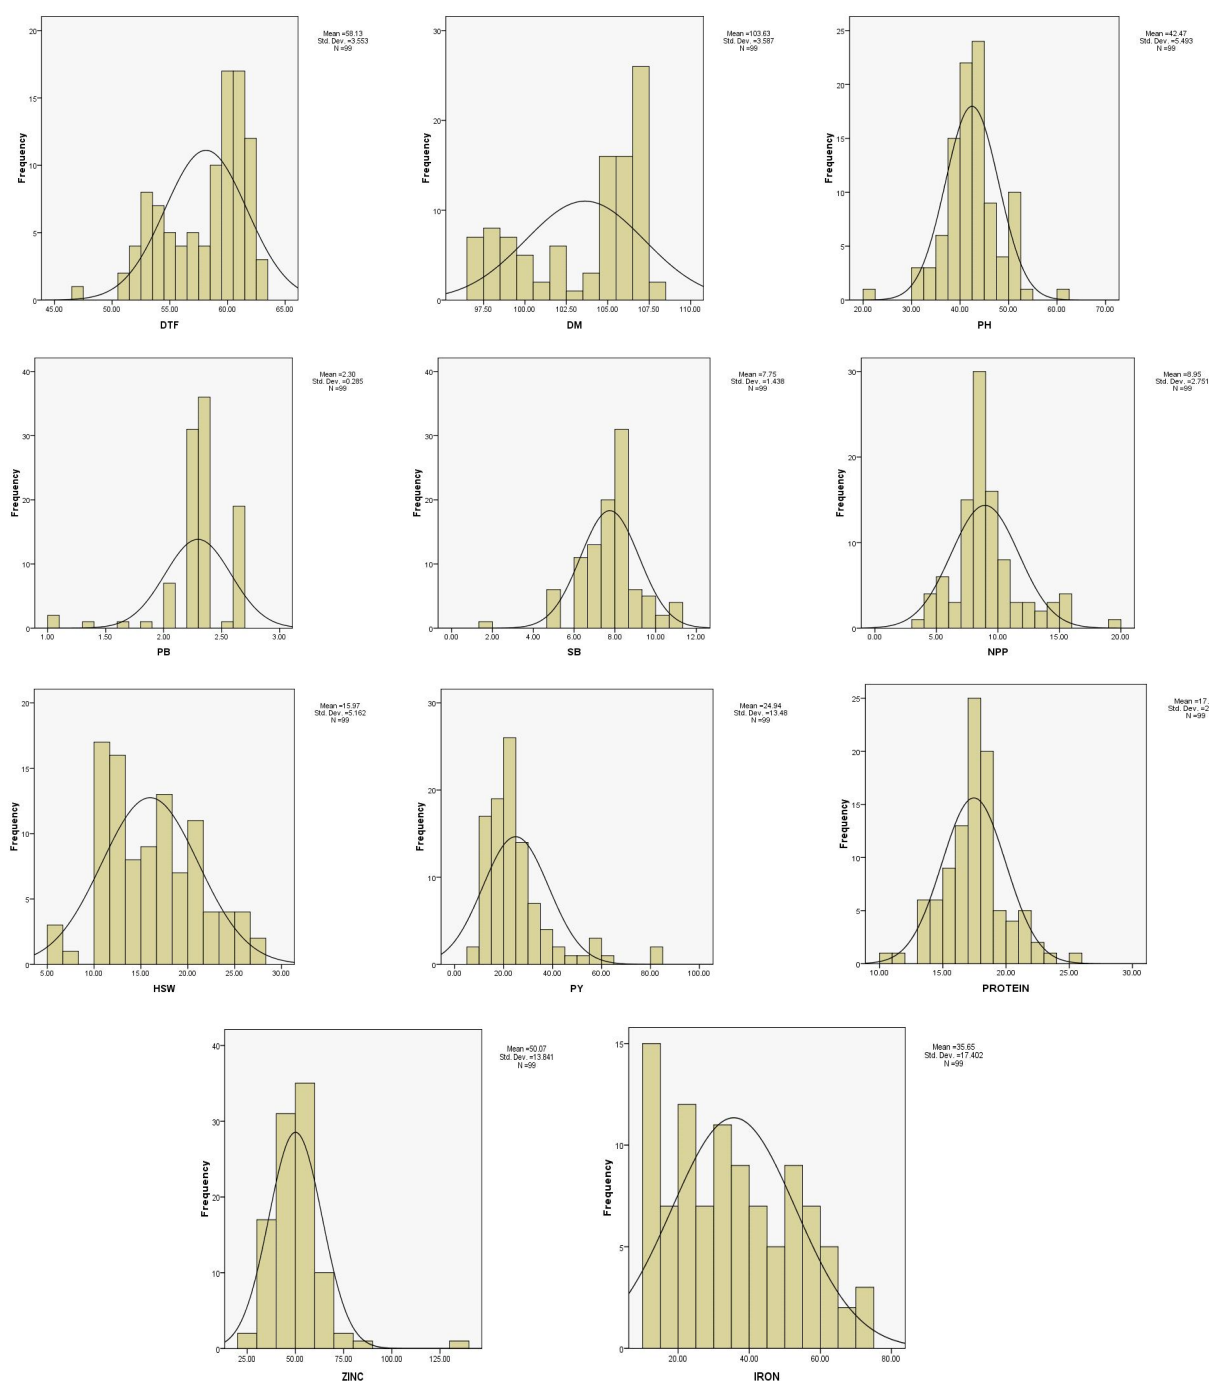 Mean =58.13
Std. Dev. =3.553
N =99
Frequency
20
15
10
5
0
45.00 50.00 55.00 60.00 65.00
DTF
Mean =103.63
Std. Dev. =3.587
N =99
Frequency
30
20
10
0
97.50 100.00 102.50 105.00 107.50 110.00
DM
Mean =42.47
Std. Dev. =5.493
N =99
Frequency
25
20
15
10
5
0
20.00 30.00 40.00 50.00 60.00 70.00
PH
Mean =2.30
Std. Dev. =0.285
N =99
Frequency
40
30
20
10
0
1.00 1.50 2.00 2.50 3.00
PB
Mean =7.75
Std. Dev. =1.438
N =99
Frequency
40
30
20
10
0
0.00 2.00 4.00 6.00 8.00 10.00 12.00
SB
Mean =8.95
Std. Dev. =2.751
N =99
Frequency
30
20
10
0
0.00 5.00 10.00 15.00 20.00
NPP
Mean =15.97
Std. Dev. =5.162
N =99
Frequency
20
15
10
5
0
5.00 10.00 15.00 20.00 25.00 30.00
HSW
Mean =24.94
Std. Dev. =13.48
N =99
Frequency
30
20
10
0
0.00 20.00 40.00 60.00 80.00 100.00
PY
Mean =17.
Std. Dev. =2
N =99
Frequency
25
20
15
10
5
0
10.00 15.00 20.00 25.00 30.00
PROTEIN
Mean =50.07
Std. Dev. =13.841
N =99
Frequency
40
30
20
10
0
25.00 50.00 75.00 100.00 125.00
ZINC
Mean =35.65
Std. Dev. =17.402
N =99
Frequency
15
10
5
0
20.00 40.00 60.00 80.00
IRON